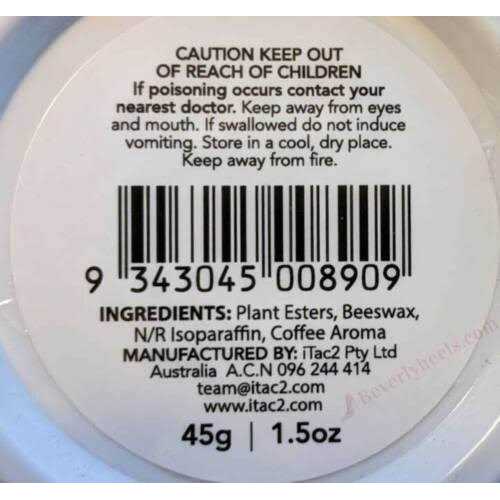 CAUTION KEEP OUT
OF REACH OF CHILDREN
If poisoning occurs contact your
nearest doctor. Keep away from eyes
and mouth. If swallowed do not induce
vomiting. Store in a cool, dry place.
Keep away from fire.
9 343045 008909
INGREDIENTS: Plant Esters, Beeswax,
N/R Isoparaffin, Coffee Aroma
MANUFACTURED BY: iTac2 Pty Ltd
Australia A.C.N 096 244 414
team@itac2.com
www.itac2.com
45g | 1.5oz
Beverlyheels.com